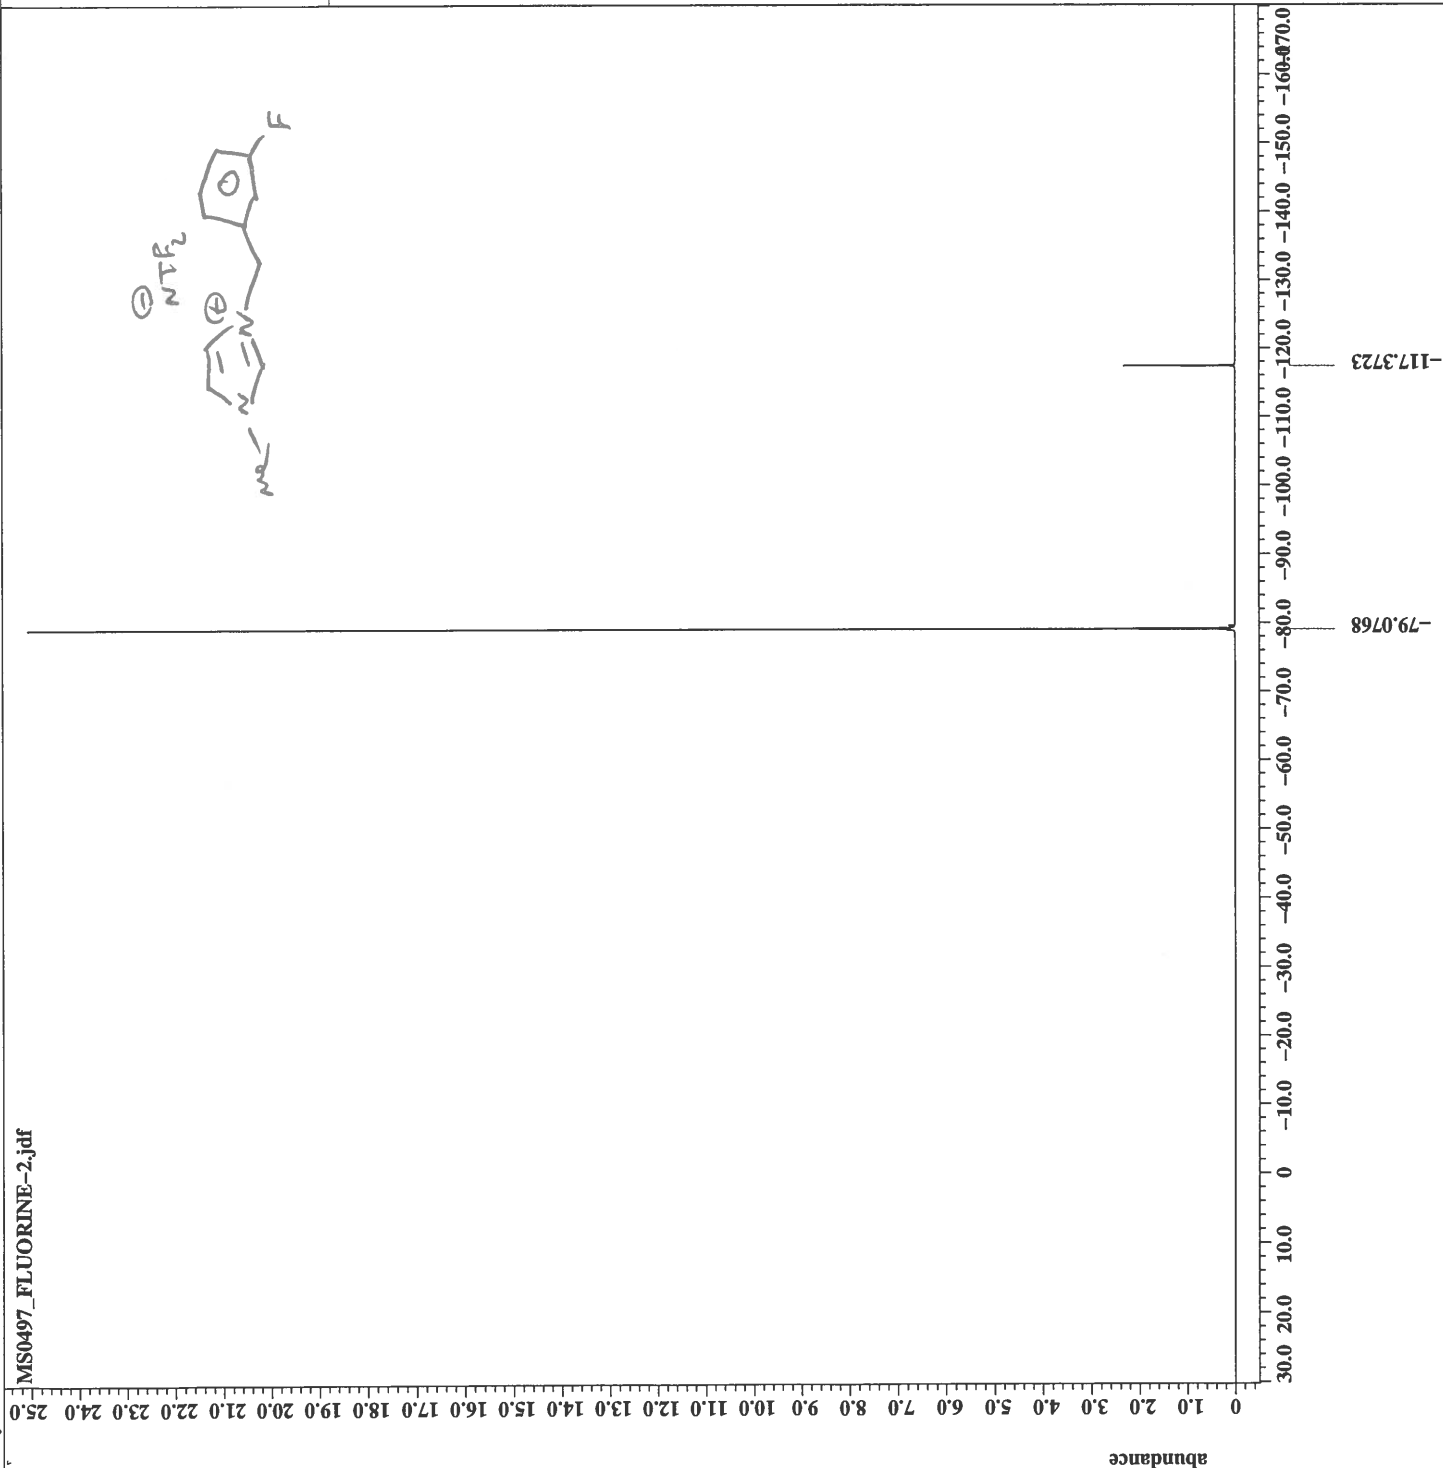 MS0497_FLUORINE-2.jdf
⊖
NTf₂
Me
N
N
⊕
F
abundance
0 1.0 2.0 3.0 4.0 5.0 6.0 7.0 8.0 9.0 10.0 11.0 12.0 13.0 14.0 15.0 16.0 17.0 18.0 19.0 20.0 21.0 22.0 23.0 24.0 25.0
30.0 20.0 10.0 0 -10.0 -20.0 -30.0 -40.0 -50.0 -60.0 -70.0 -80.0 -90.0 -100.0 -110.0 -120.0 -130.0 -140.0 -150.0 -160.0 -170.0
-79.0768
-117.3723